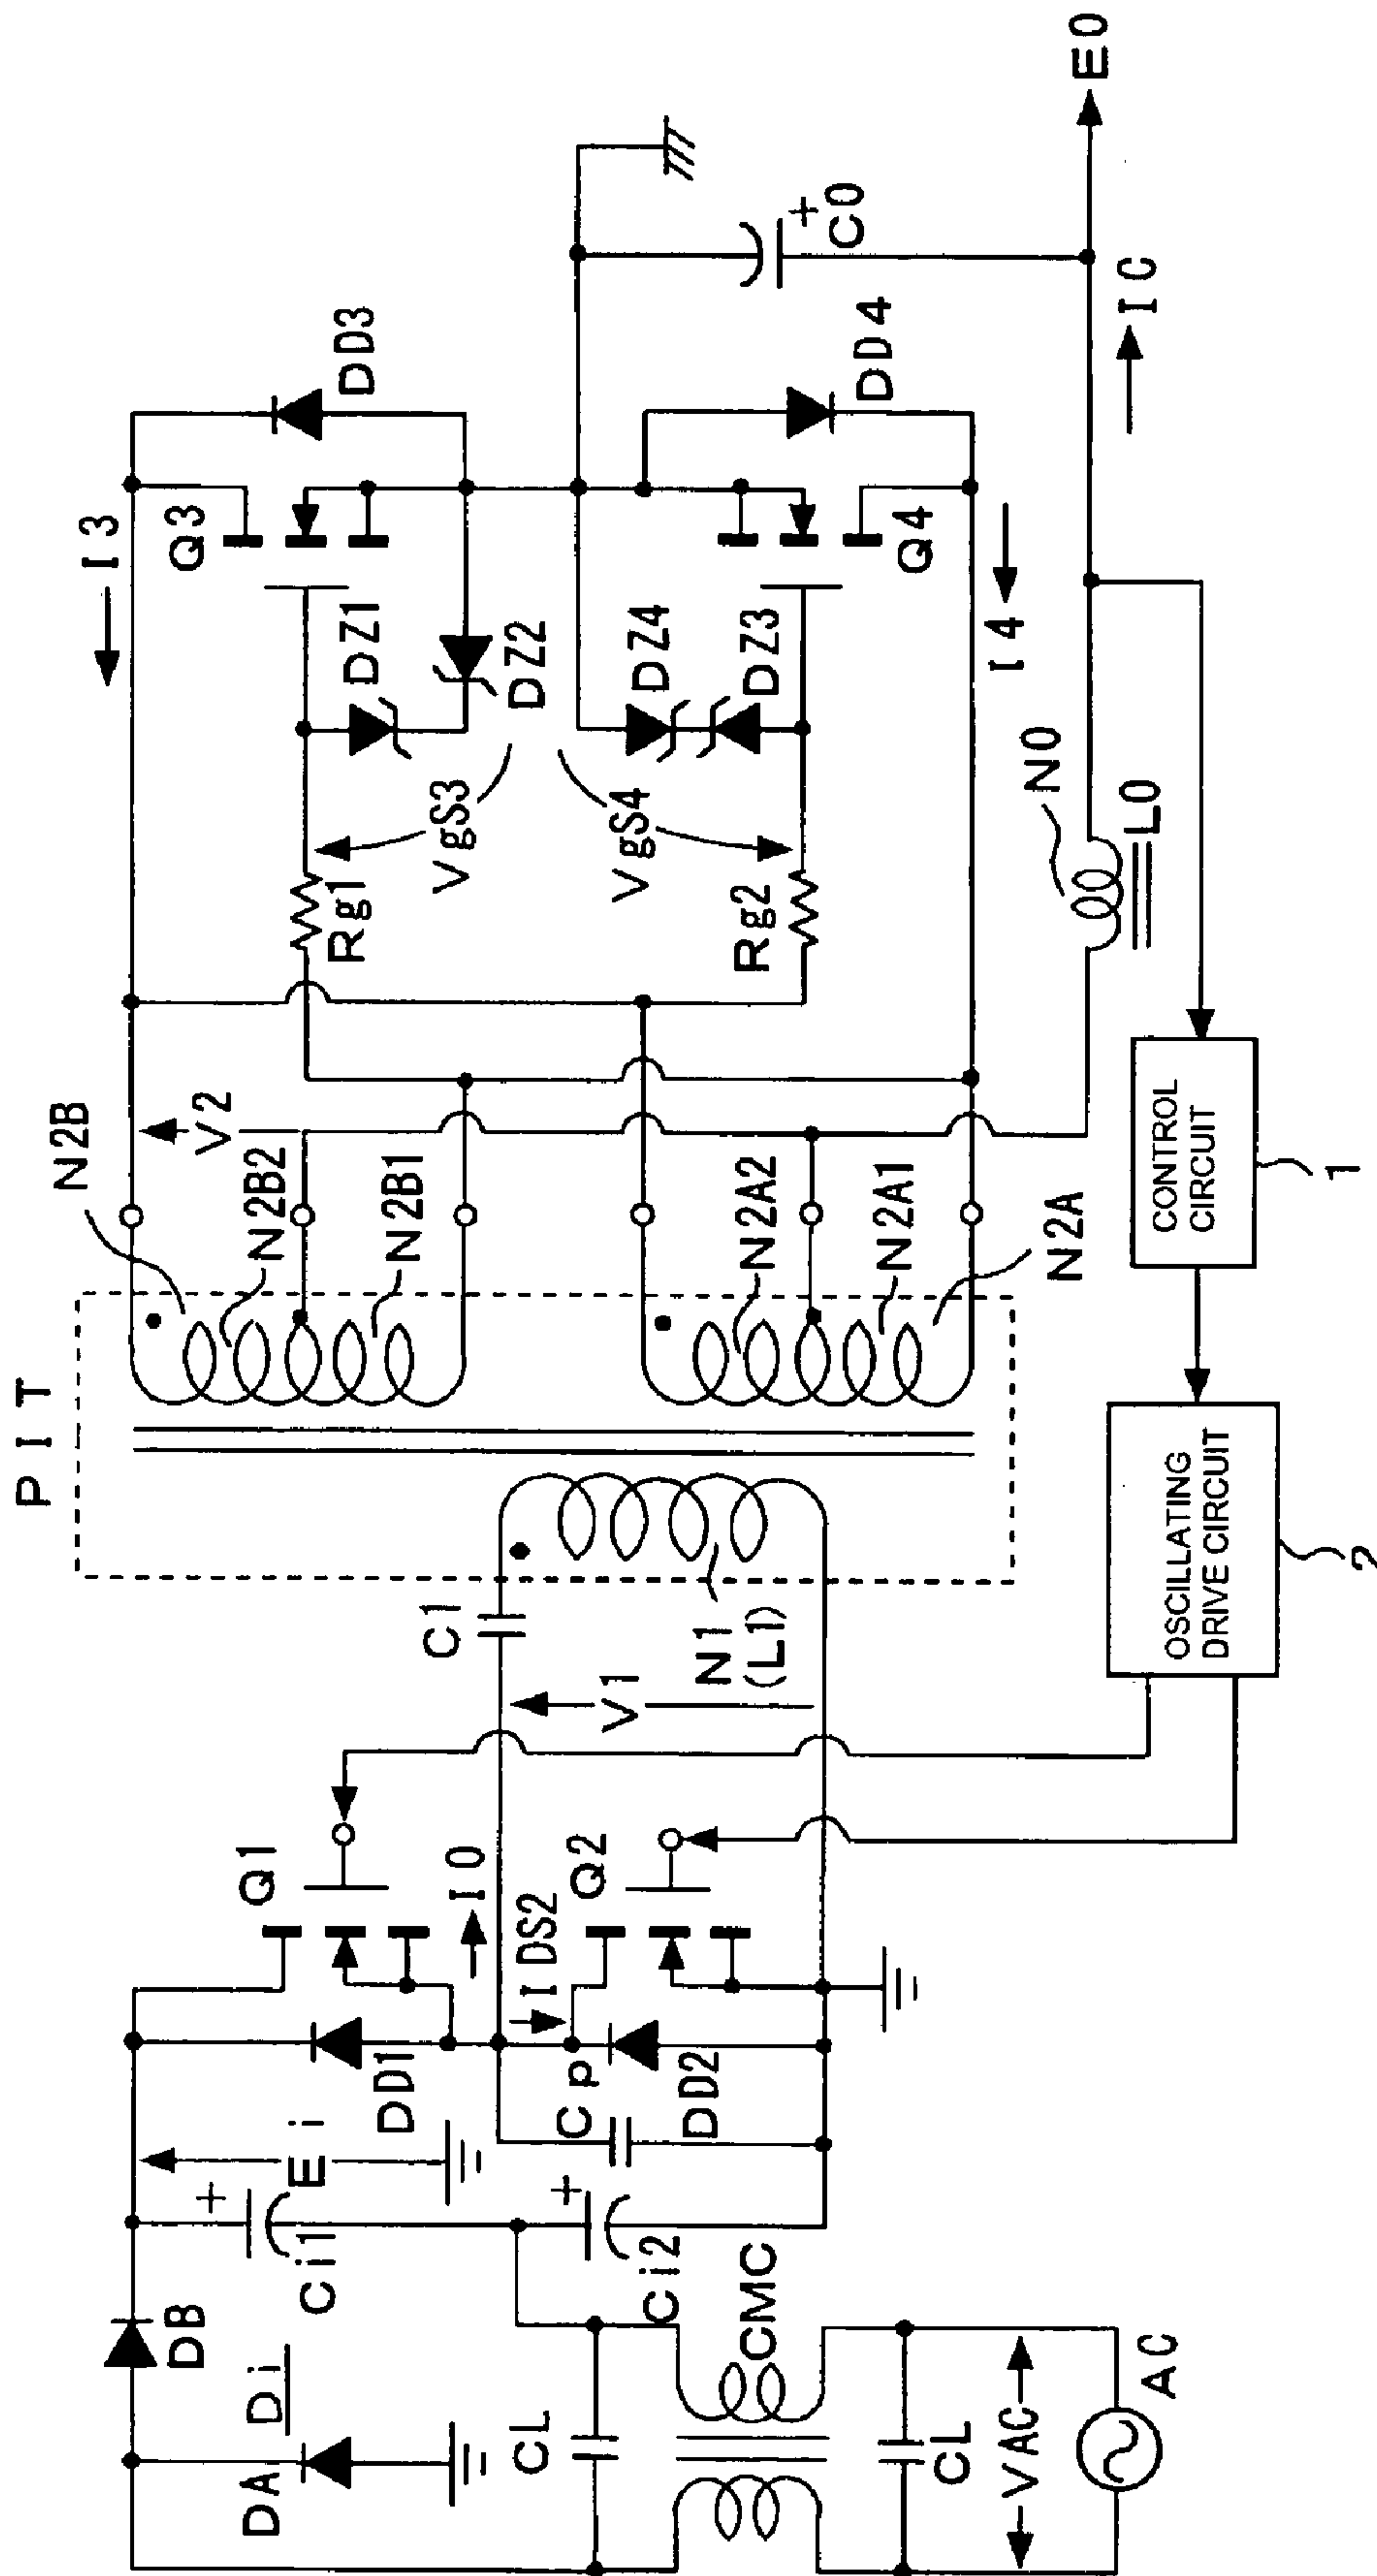 PIT
N2B
V2
I3
N2B2
N2B1
N2A2
N2A1
N2A
Rg1
Rg2
VgS3
VgS4
DZ1
DZ2
DZ4
DZ3
Q3
DD3
Q4
DD4
I4
+
C0
E0
IC
N0
L0
CONTROL
CIRCUIT
1
OSCILLATING
DRIVE CIRCUIT
2
C1
V1
N1
(L1)
Q1
I0
IDS2
Q2
DD1
Cp
DD2
Ei
+
Ci1
+
Ci2
DB
Di
DA
CL
CMC
CL
VAC
AC